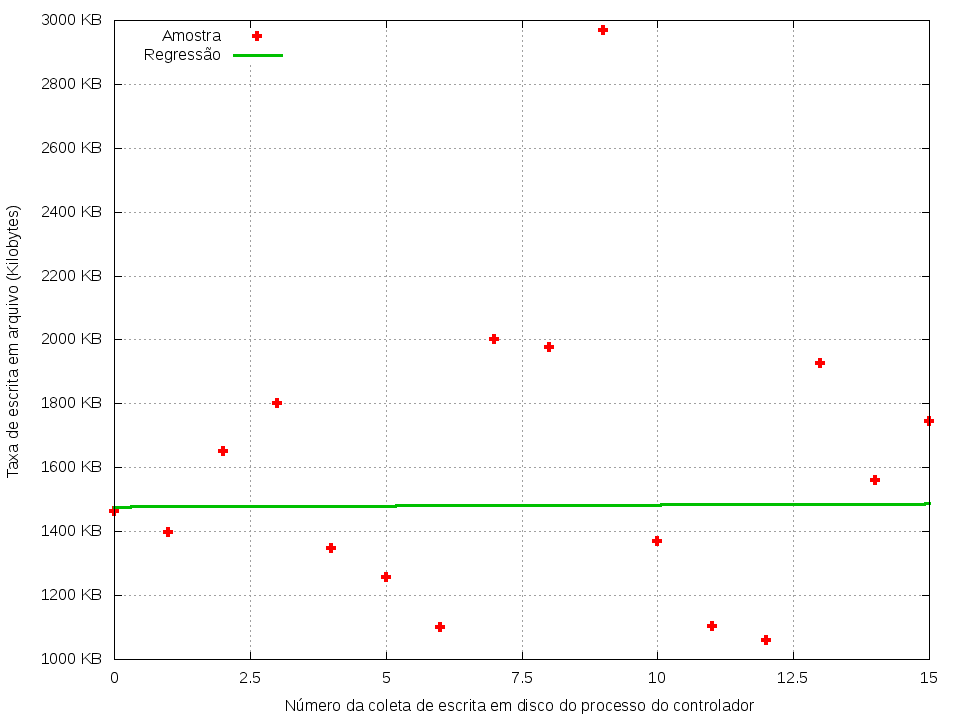 3000 KB
2800 KB
2600 KB
2400 KB
2200 KB
2000 KB
1800 KB
1600 KB
1400 KB
1200 KB
1000 KB
Taxa de escrita em arquivo (Kilobytes)
Amostra
Regressão
0 2.5 5 7.5 10 12.5 15
Número da coleta de escrita em disco do processo do controlador